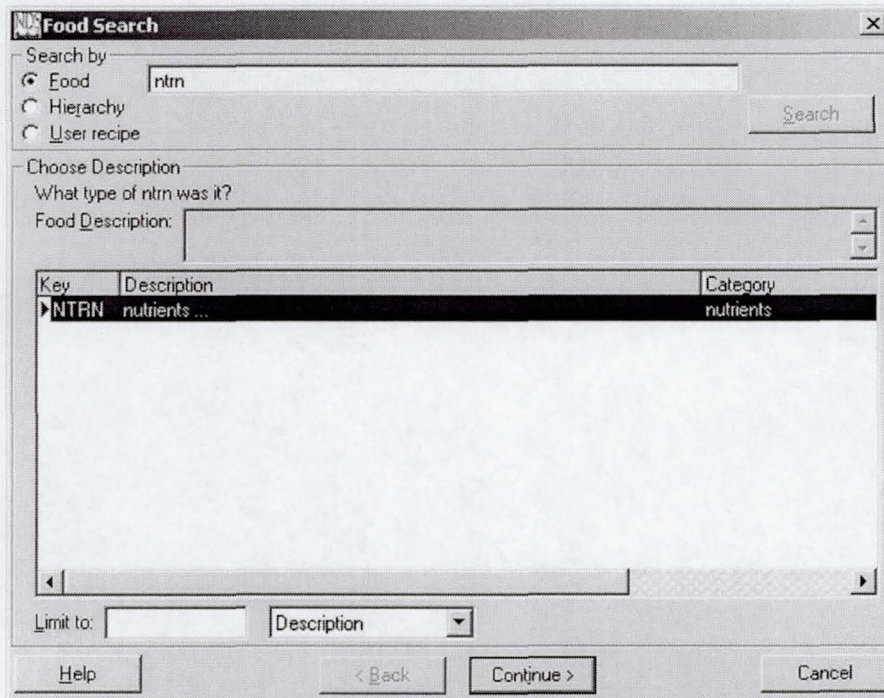 NDS Food Search
Search by
Food ntrn
Hierarchy
User recipe
Search
Choose Description
What type of ntrn was it?
Food Description:
Key Description Category
NTRN nutrients ... nutrients
Limit to: Description
Help < Back Continue > Cancel